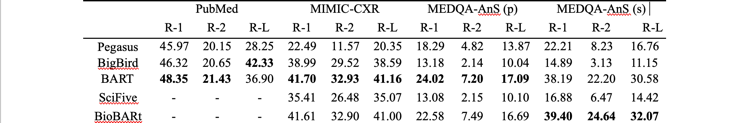 PubMed MIMIC-CXR MEDQA-AnS (p) MEDQA-AnS (s)
R-1 R-2 R-L R-1 R-2 R-L R-1 R-2 R-L R-1 R-2 R-L
Pegasus 45.97 20.15 28.25 22.49 11.57 20.35 18.29 4.82 13.87 22.21 8.23 16.76
BigBird 46.32 20.65 42.33 38.99 29.52 38.59 13.18 2.14 10.04 14.89 3.13 11.15
BART 48.35 21.43 36.90 41.70 32.93 41.16 24.02 7.20 17.09 38.19 22.20 30.58
SciFive - - - 35.41 26.48 35.07 13.08 2.15 10.10 16.88 6.47 14.42
BioBARt - - - 41.61 32.90 41.00 22.58 7.49 16.69 39.40 24.64 32.07